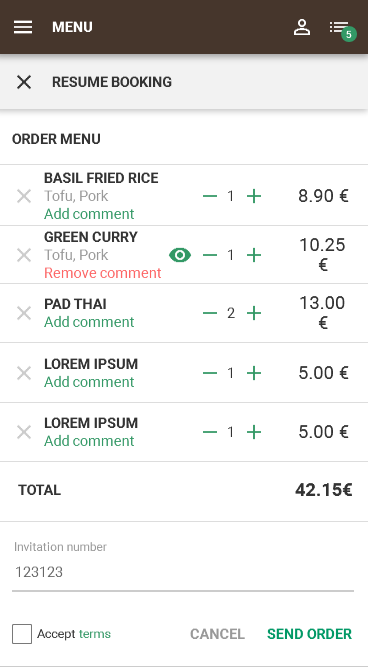 MENU
5
RESUME BOOKING
ORDER MENU
BASIL FRIED RICE
Tofu, Pork
Add comment
1
8.90 €
GREEN CURRY
Tofu, Pork
Remove comment
1
10.25
€
PAD THAI
Add comment
2
13.00
€
LOREM IPSUM
Add comment
1
5.00 €
LOREM IPSUM
Add comment
1
5.00 €
TOTAL
42.15€
Invitation number
123123
Accept terms
CANCEL
SEND ORDER